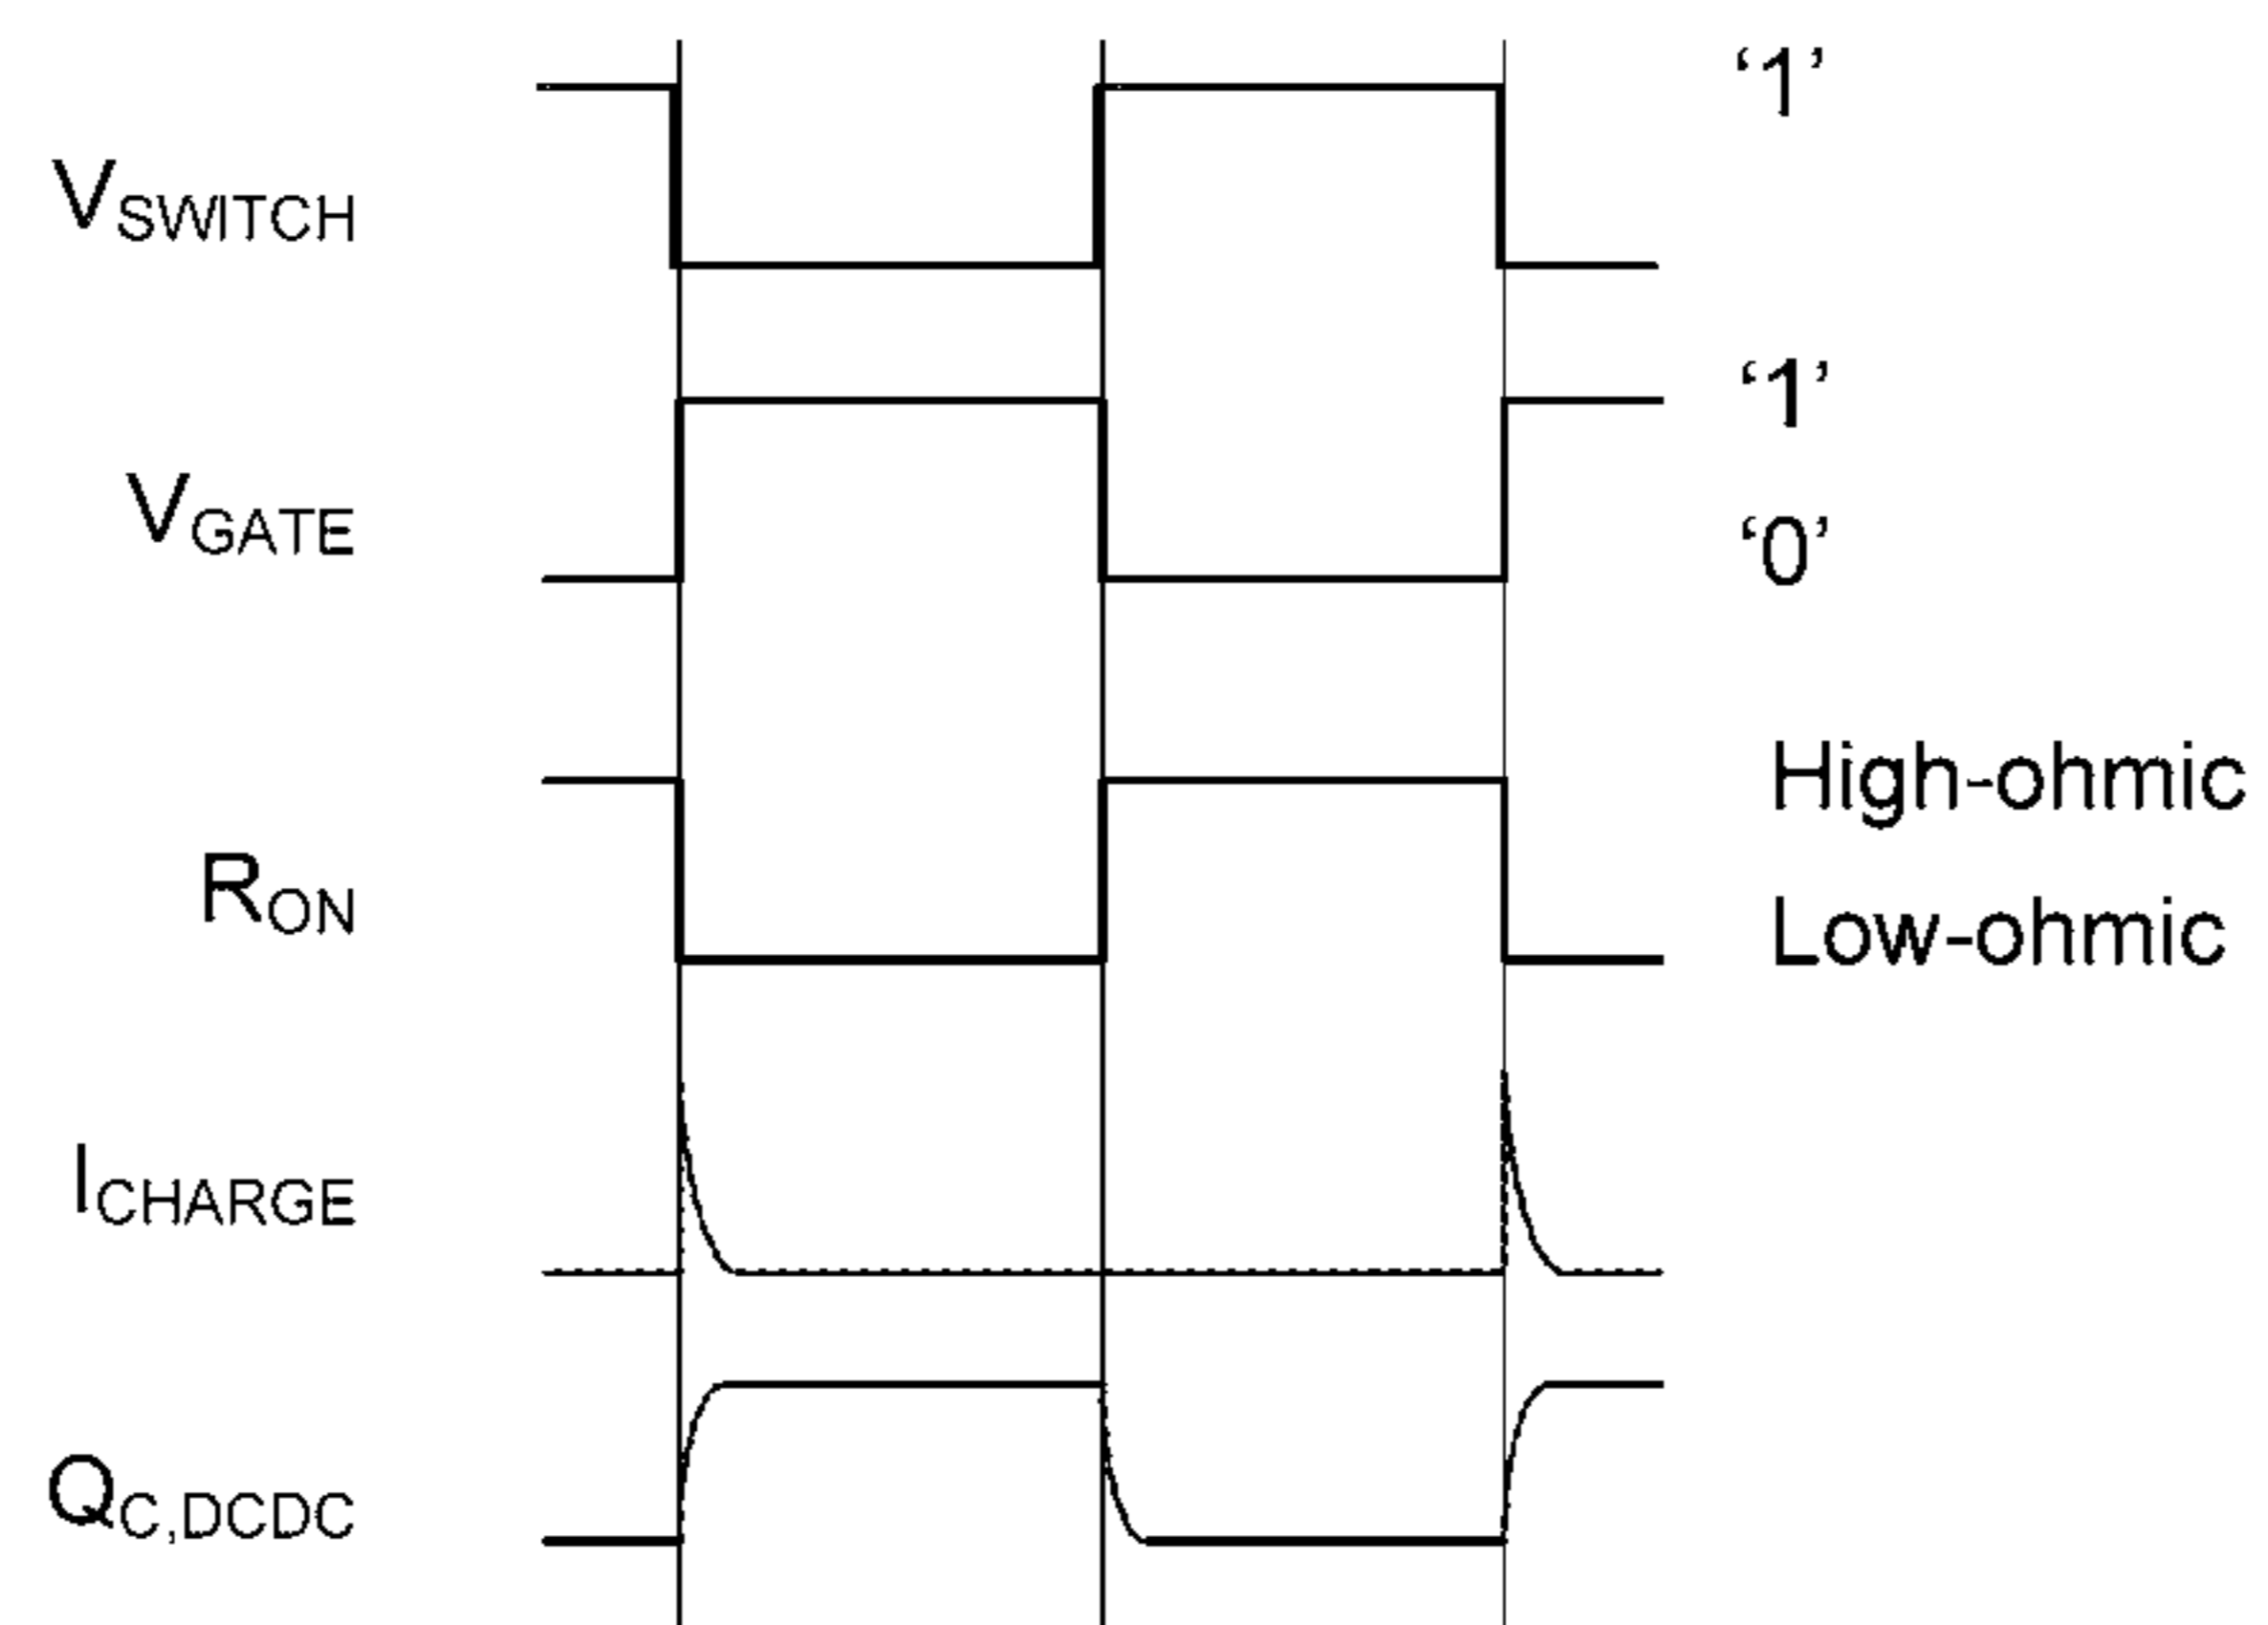 ‘1’
VSWITCH
‘1’
VGATE
‘0’
High-ohmic
RON
Low-ohmic
ICHARGE
QC,DCDC